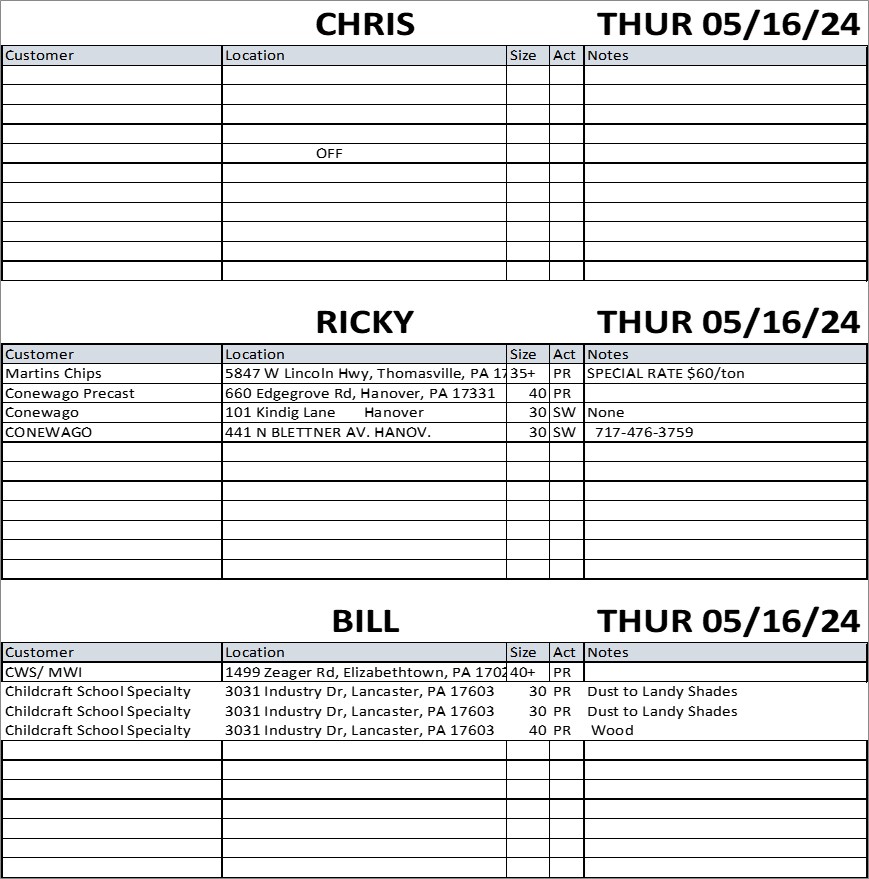 CHRIS THUR 05/16/24
Customer Location Size Act Notes
OFF
RICKY THUR 05/16/24
Customer Location Size Act Notes
Martins Chips 5847 W Lincoln Hwy, Thomasville, PA 17 35+ PR SPECIAL RATE $60/ton
Conewago Precast 660 Edgegrove Rd, Hanover, PA 17331 40 PR
Conewago 101 Kindig Lane Hanover 30 SW None
CONEWAGO 441 N BLETTNER AV. HANOV. 30 SW 717-476-3759
BILL THUR 05/16/24
Customer Location Size Act Notes
CWS/ MWI 1499 Zeager Rd, Elizabethtown, PA 1702 40+ PR
Childcraft School Specialty 3031 Industry Dr, Lancaster, PA 17603 30 PR Dust to Landy Shades
Childcraft School Specialty 3031 Industry Dr, Lancaster, PA 17603 30 PR Dust to Landy Shades
Childcraft School Specialty 3031 Industry Dr, Lancaster, PA 17603 40 PR Wood